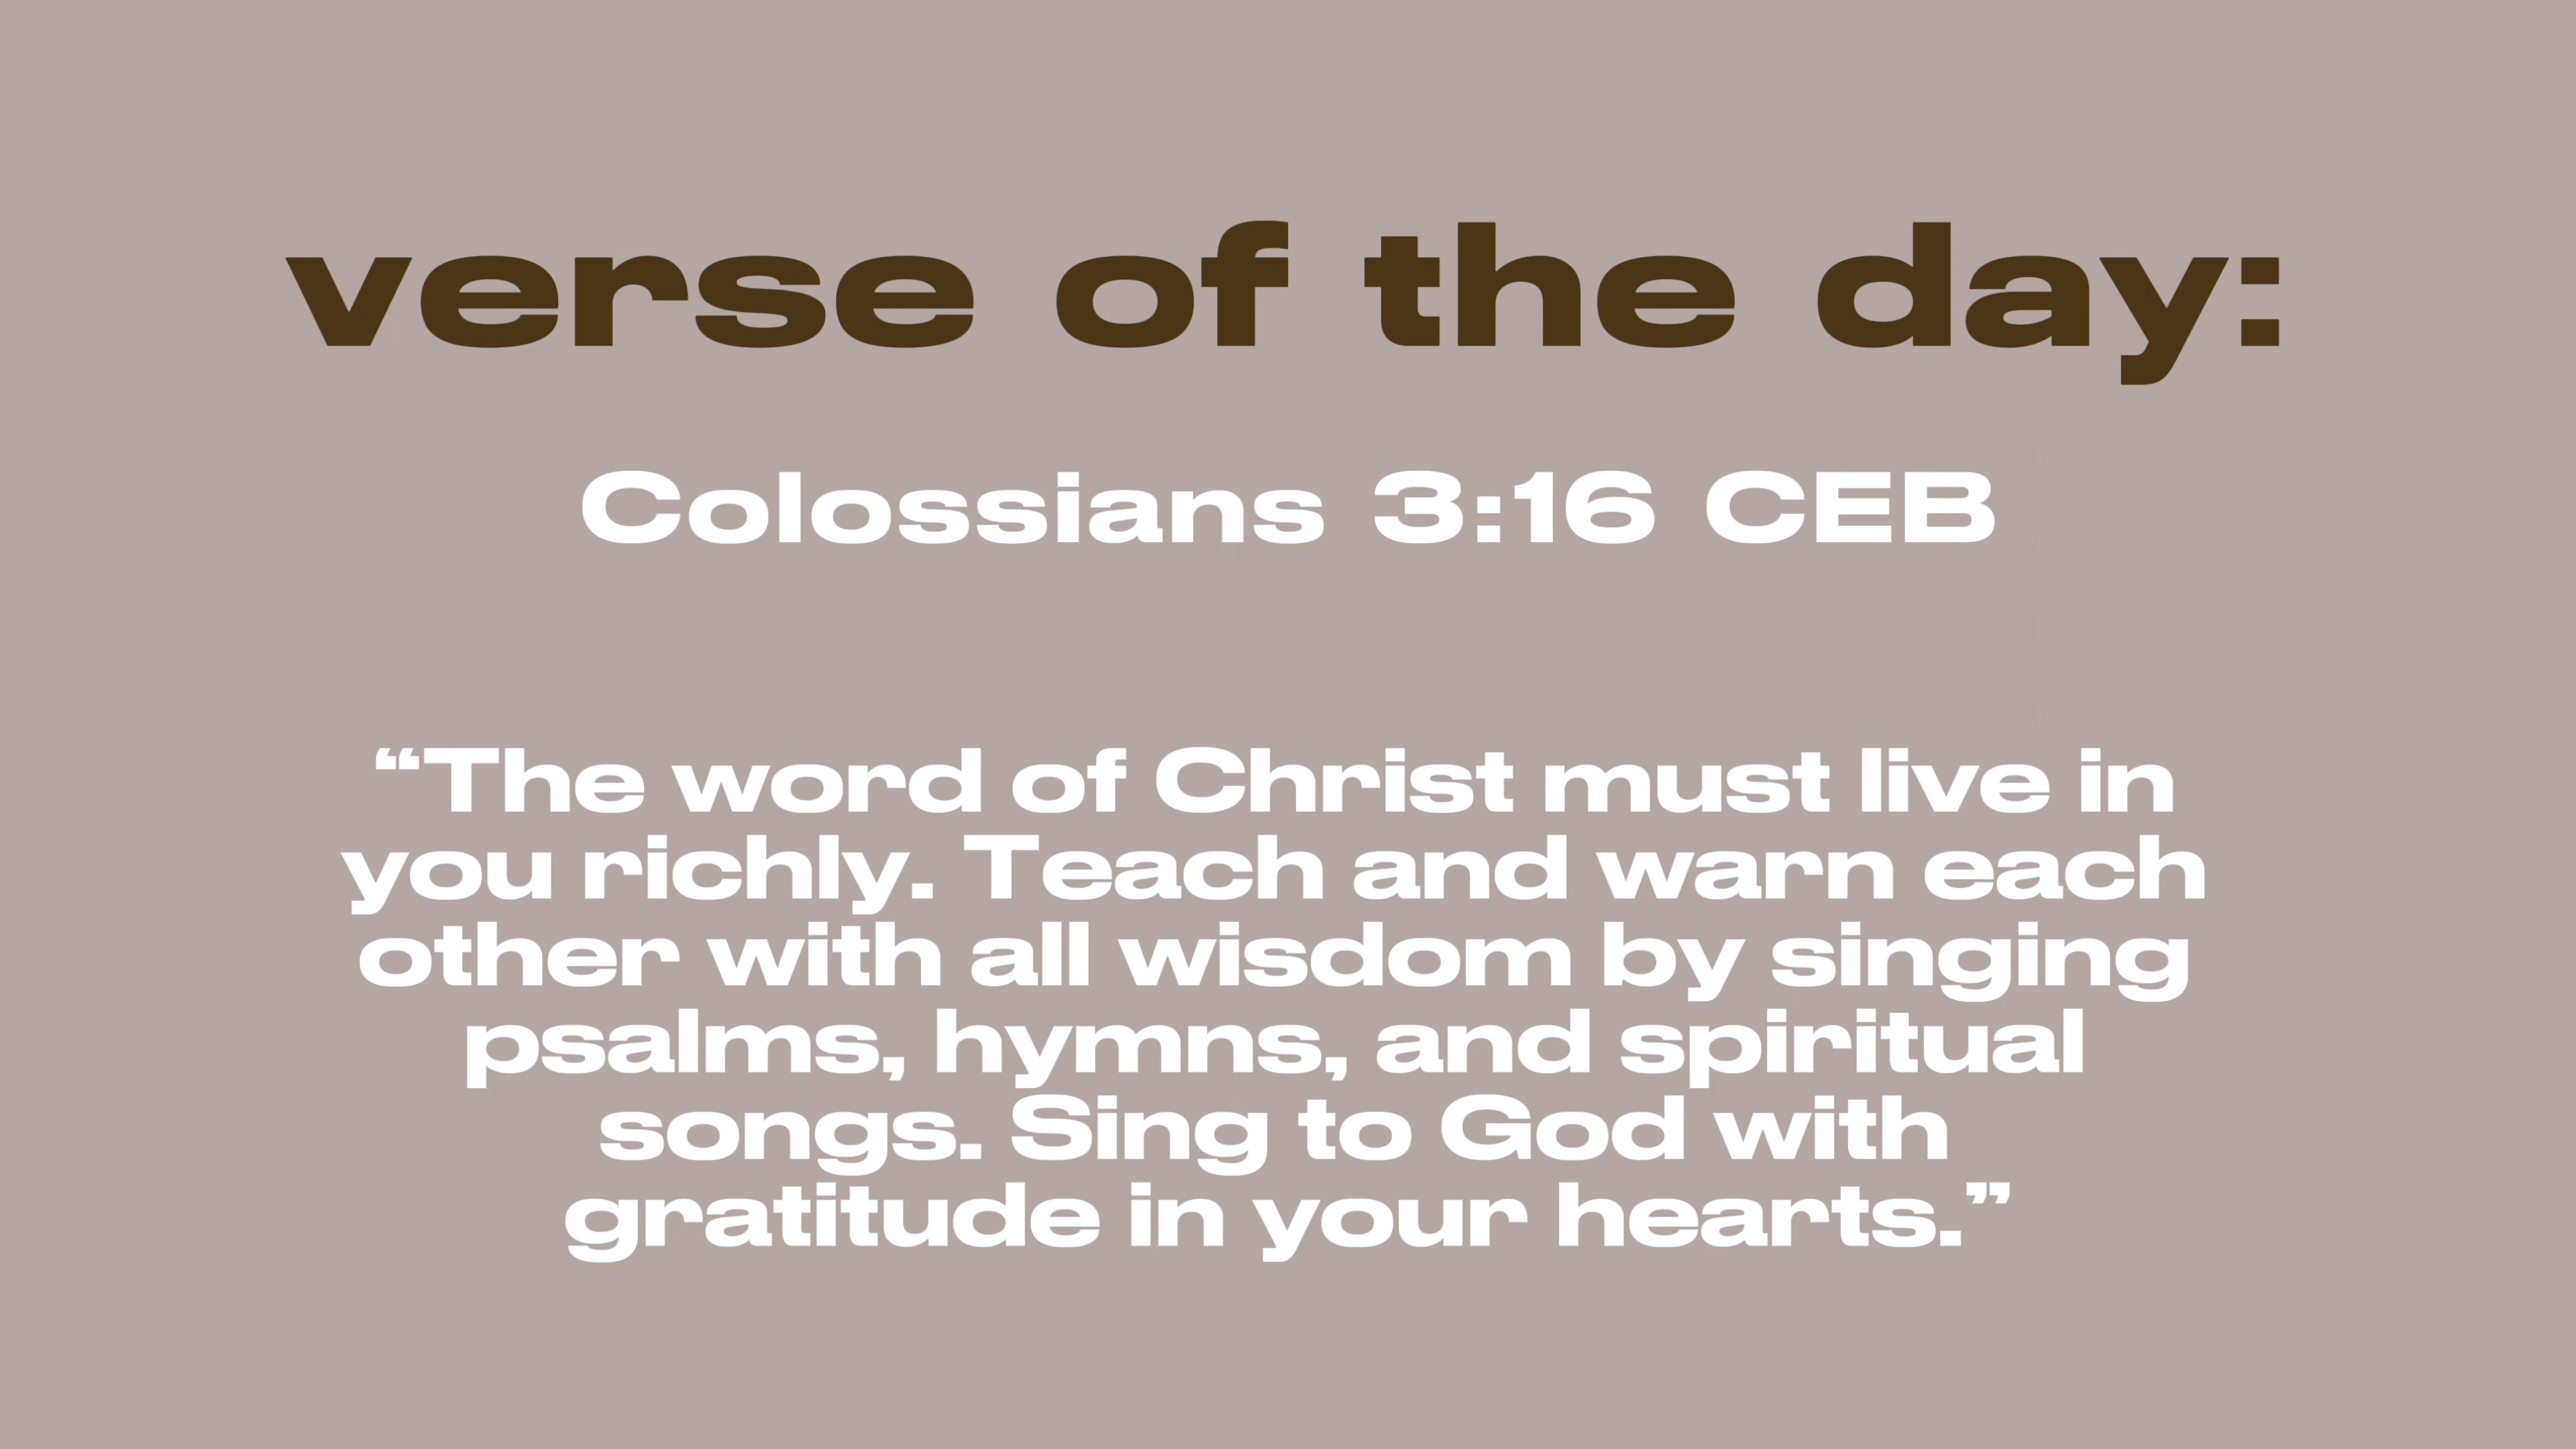 verse of the day:
Colossians 3:16 CEB
“The word of Christ must live in
you richly. Teach and warn each
other with all wisdom by singing
psalms, hymns, and spiritual
songs. Sing to God with
gratitude in your hearts.”